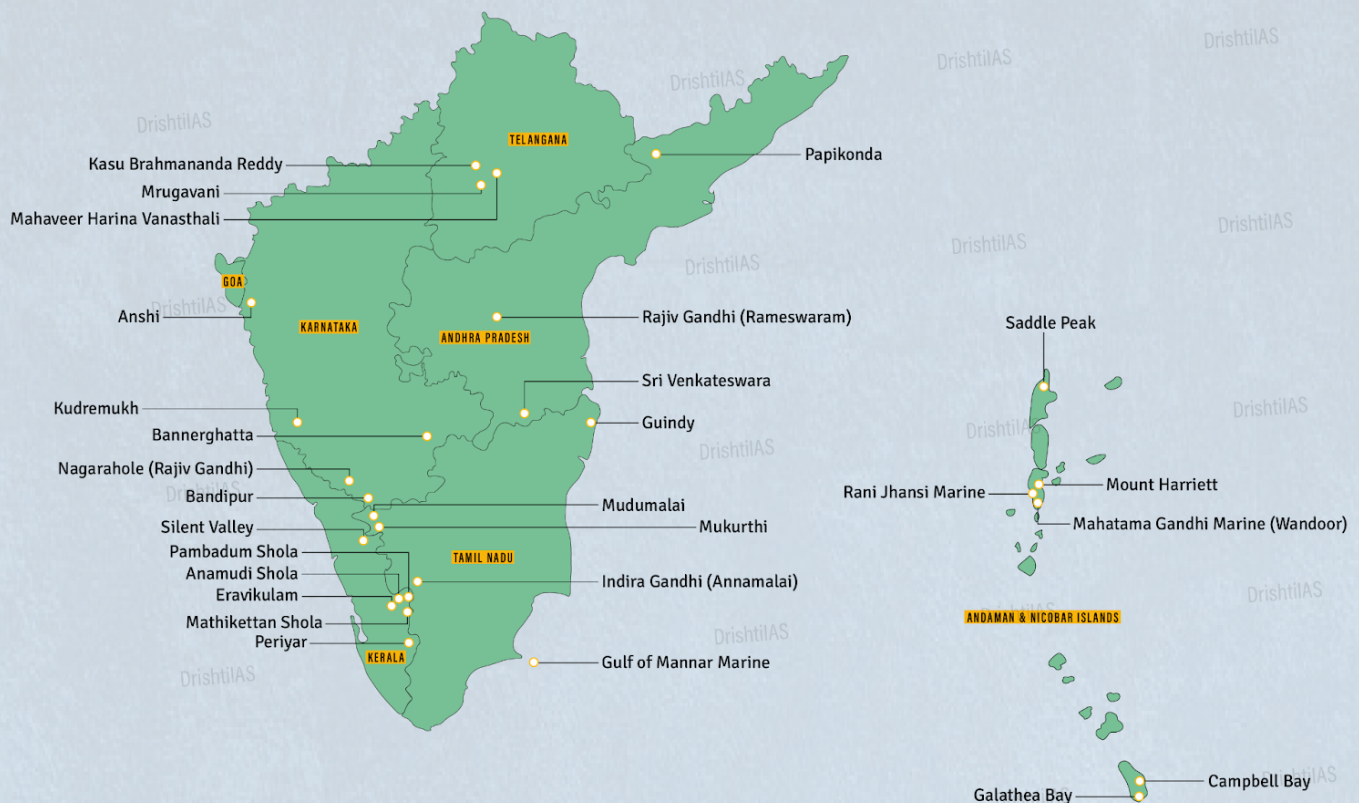 DrishtiIAS
DrishtiIAS
DrishtiIAS
DrishtiIAS
TELANGANA
Kasu Brahmananda Reddy
Papikonda
Mrugavani
Mahaveer Harina Vanasthali
DrishtiIAS
DrishtiIAS
DrishtiIAS
GOA
DrishtiIAS
Anshi
KARNATAKA
Rajiv Gandhi (Rameswaram)
ANDHRA PRADESH
Saddle Peak
Sri Venkateswara
Kudremukh
DrishtiIAS
Guindy
DrishtiIAS
Bannerghatta
DrishtiIAS
Nagarahole (Rajiv Gandhi)
Mount Harriett
DrishtiIAS
Rani Jhansi Marine
Bandipur
Mudumalai
Silent Valley
Mukurthi
Mahatama Gandhi Marine (Wandoor)
Pambadum Shola
TAMIL NADU
Anamudi Shola
Indira Gandhi (Annamalai)
Eravikulam
DrishtiIAS
DrishtiIAS
ANDAMAN & NICOBAR ISLANDS
Mathikettan Shola
DrishtiIAS
Periyar
KERALA
Gulf of Mannar Marine
DrishtiIAS
Campbell Bay
DrishtiIAS
Galathea Bay